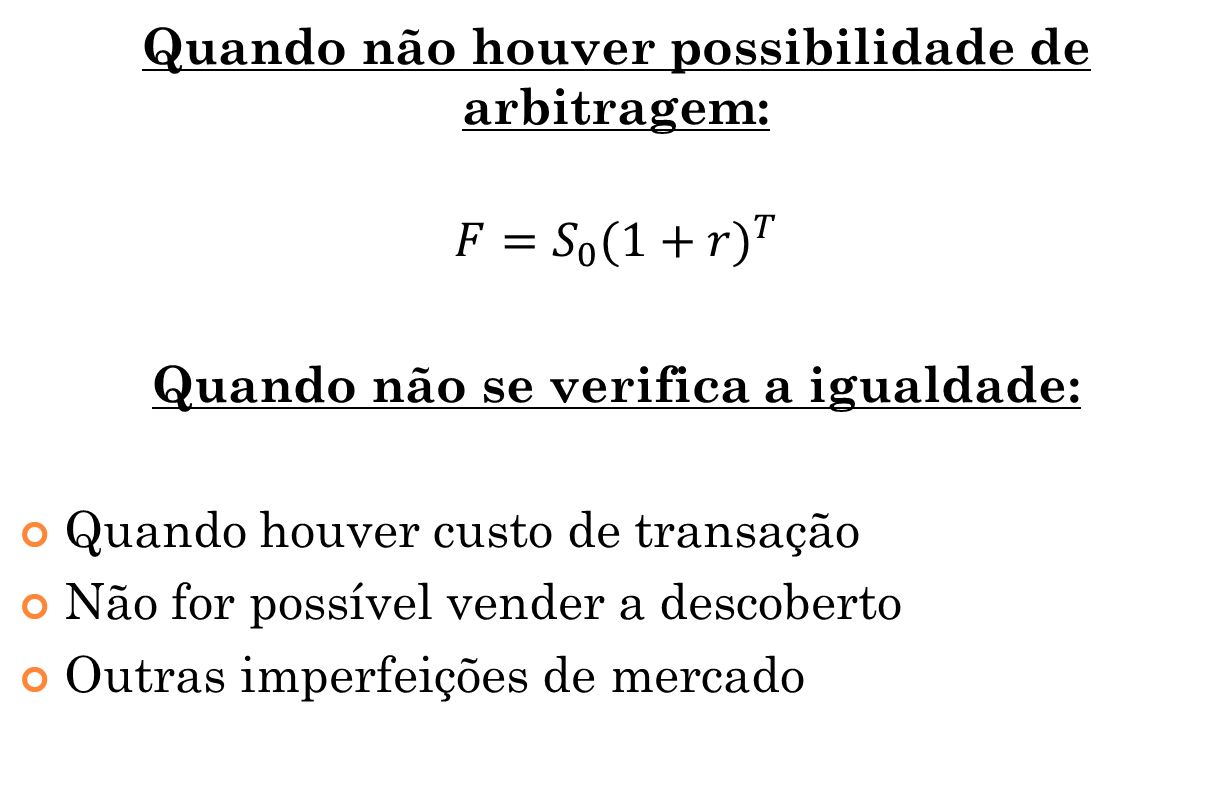 Quando não houver possibilidade de
arbitragem:
F = S₀(1 + r)ᵀ
Quando não se verifica a igualdade:
Quando houver custo de transação
Não for possível vender a descoberto
Outras imperfeições de mercado